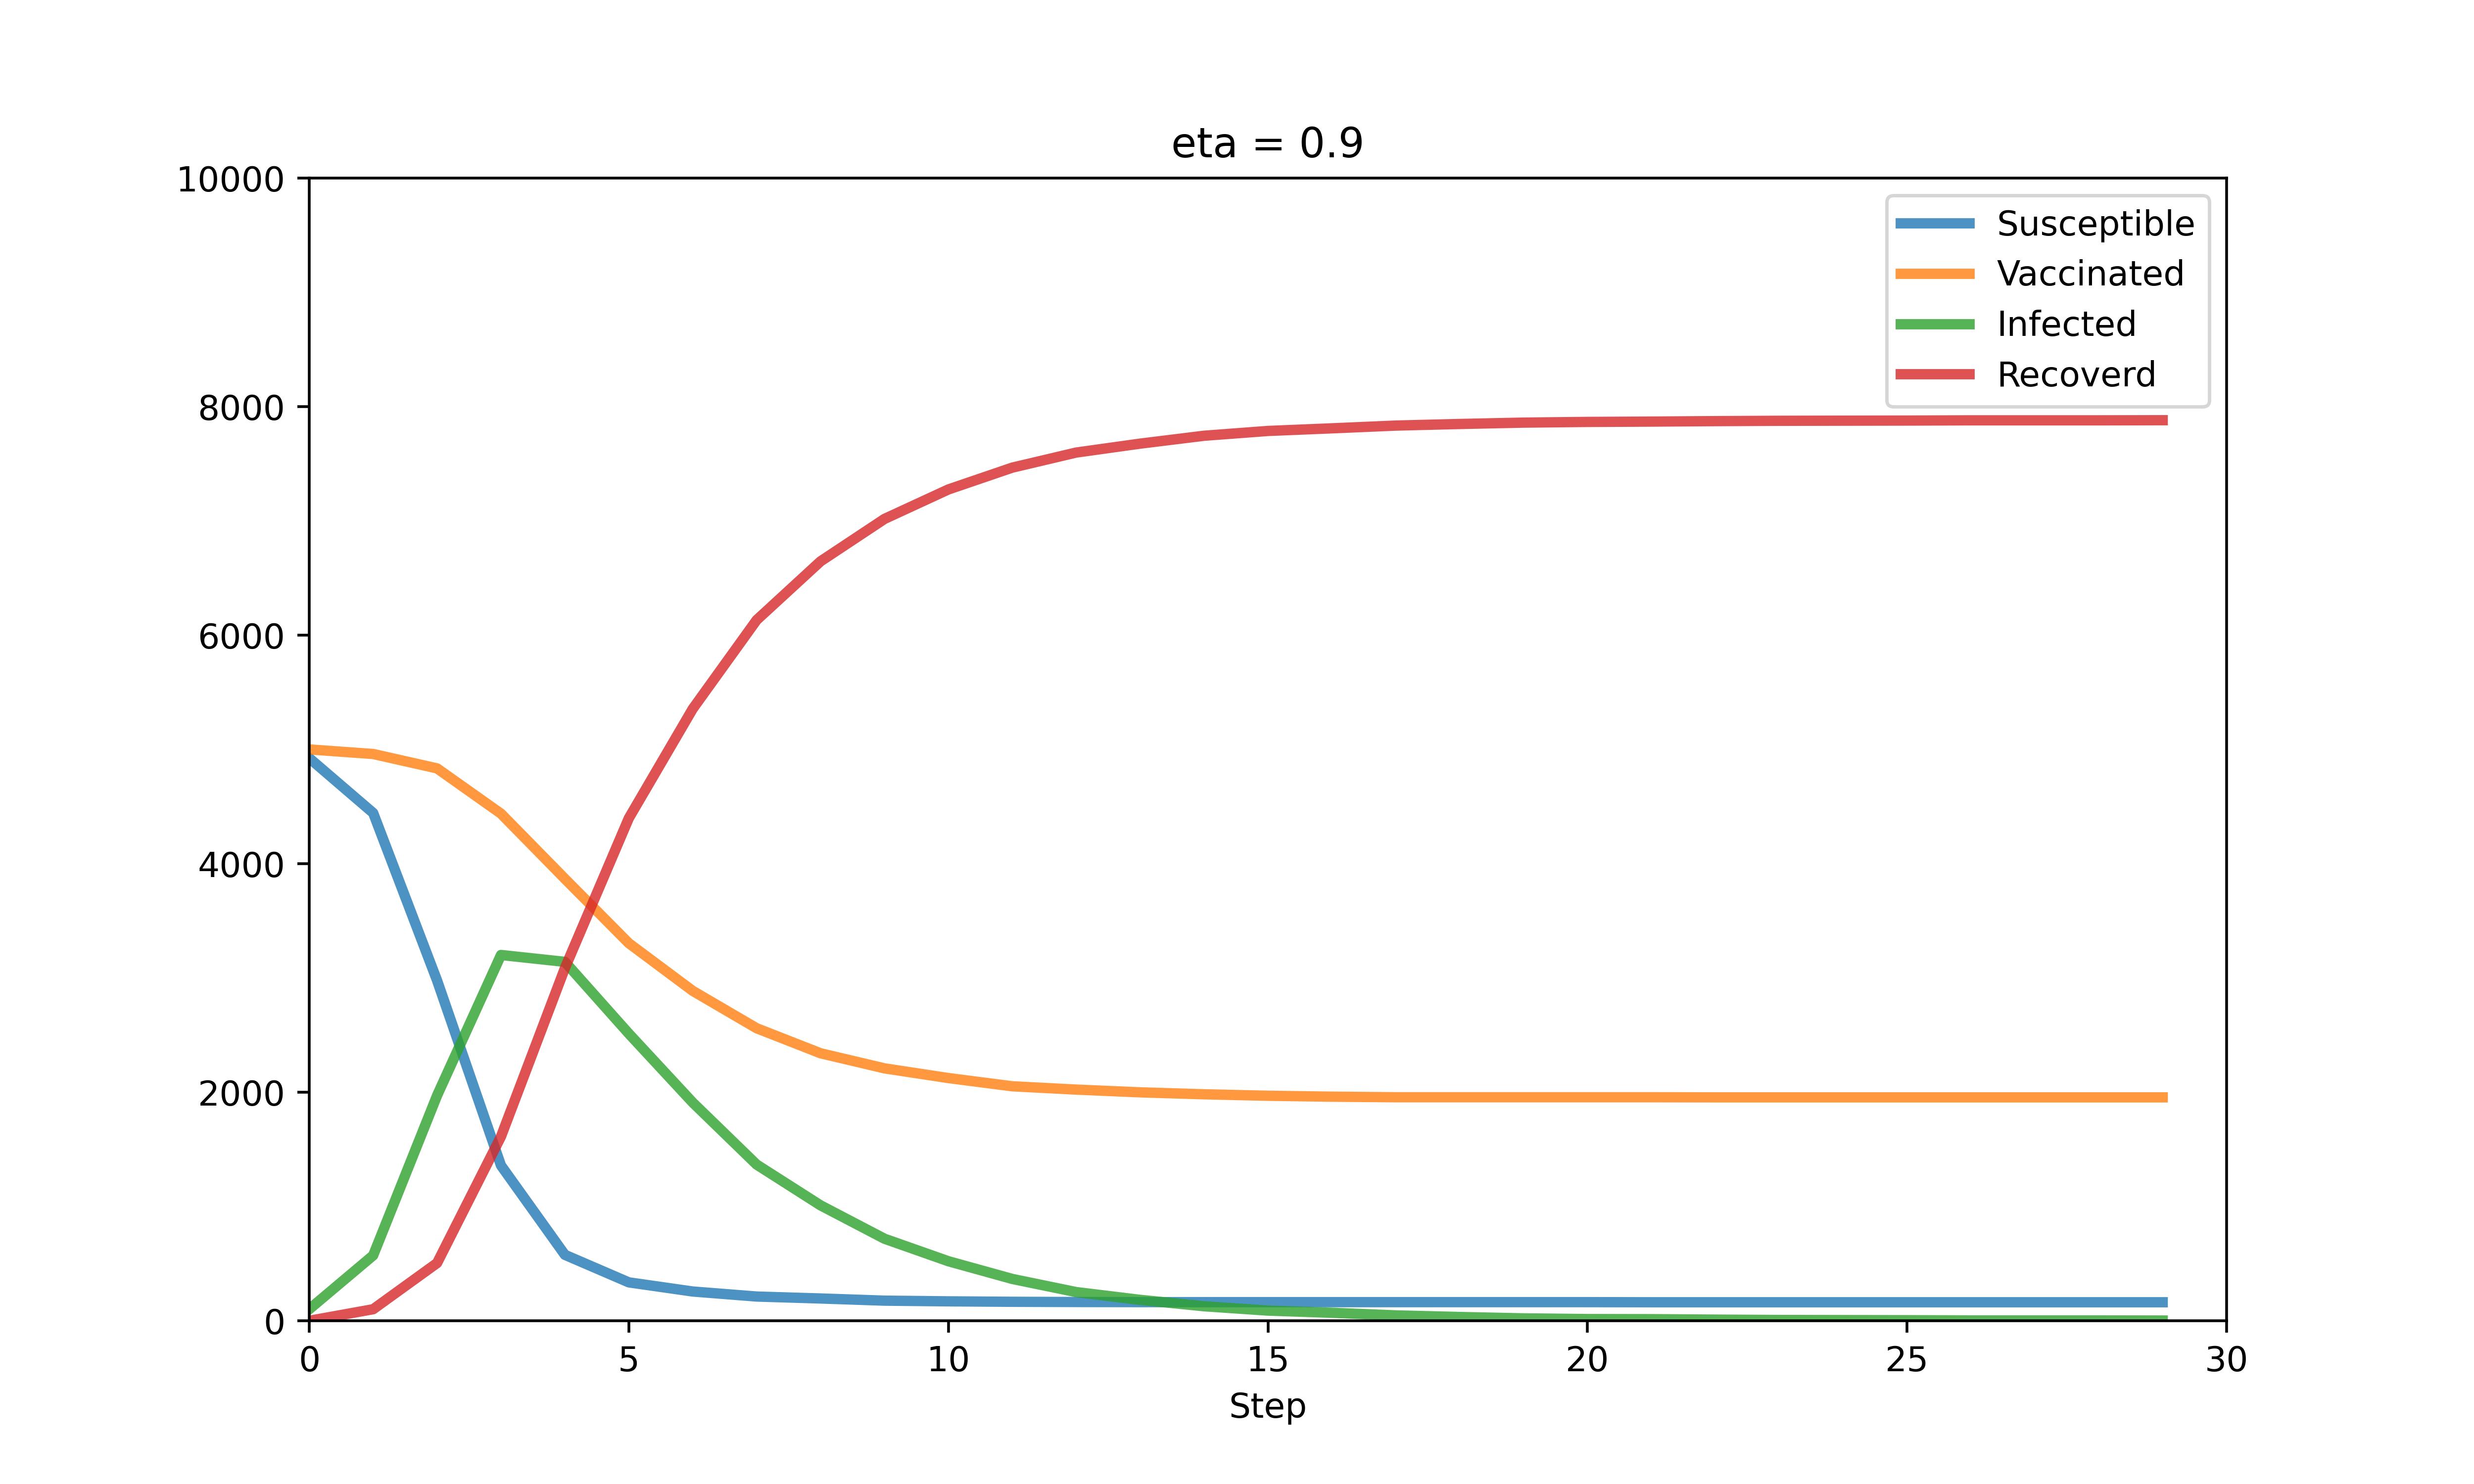 eta = 0.9
10000
8000
6000
4000
2000
0
Susceptible
Vaccinated
Infected
Recoverd
0 5 10 15 20 25 30
Step